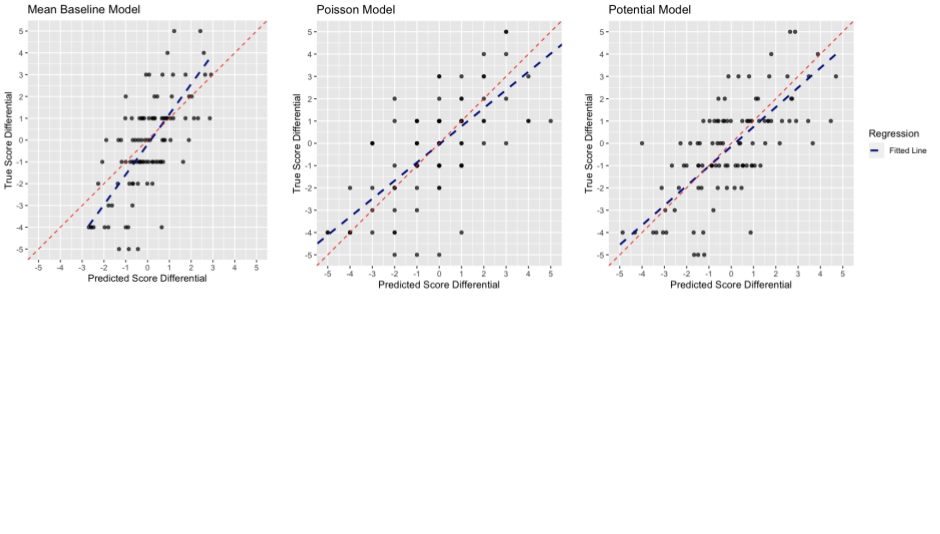 Mean Baseline Model
True Score Differential
5
4
3
2
1
0
-1
-2
-3
-4
-5
-5 -4 -3 -2 -1 0 1 2 3 4 5
Predicted Score Differential
Poisson Model
True Score Differential
5
4
3
2
1
0
-1
-2
-3
-4
-5
-5 -4 -3 -2 -1 0 1 2 3 4 5
Predicted Score Differential
Potential Model
True Score Differential
5
4
3
2
1
0
-1
-2
-3
-4
-5
-5 -4 -3 -2 -1 0 1 2 3 4 5
Predicted Score Differential
Regression
Fitted Line